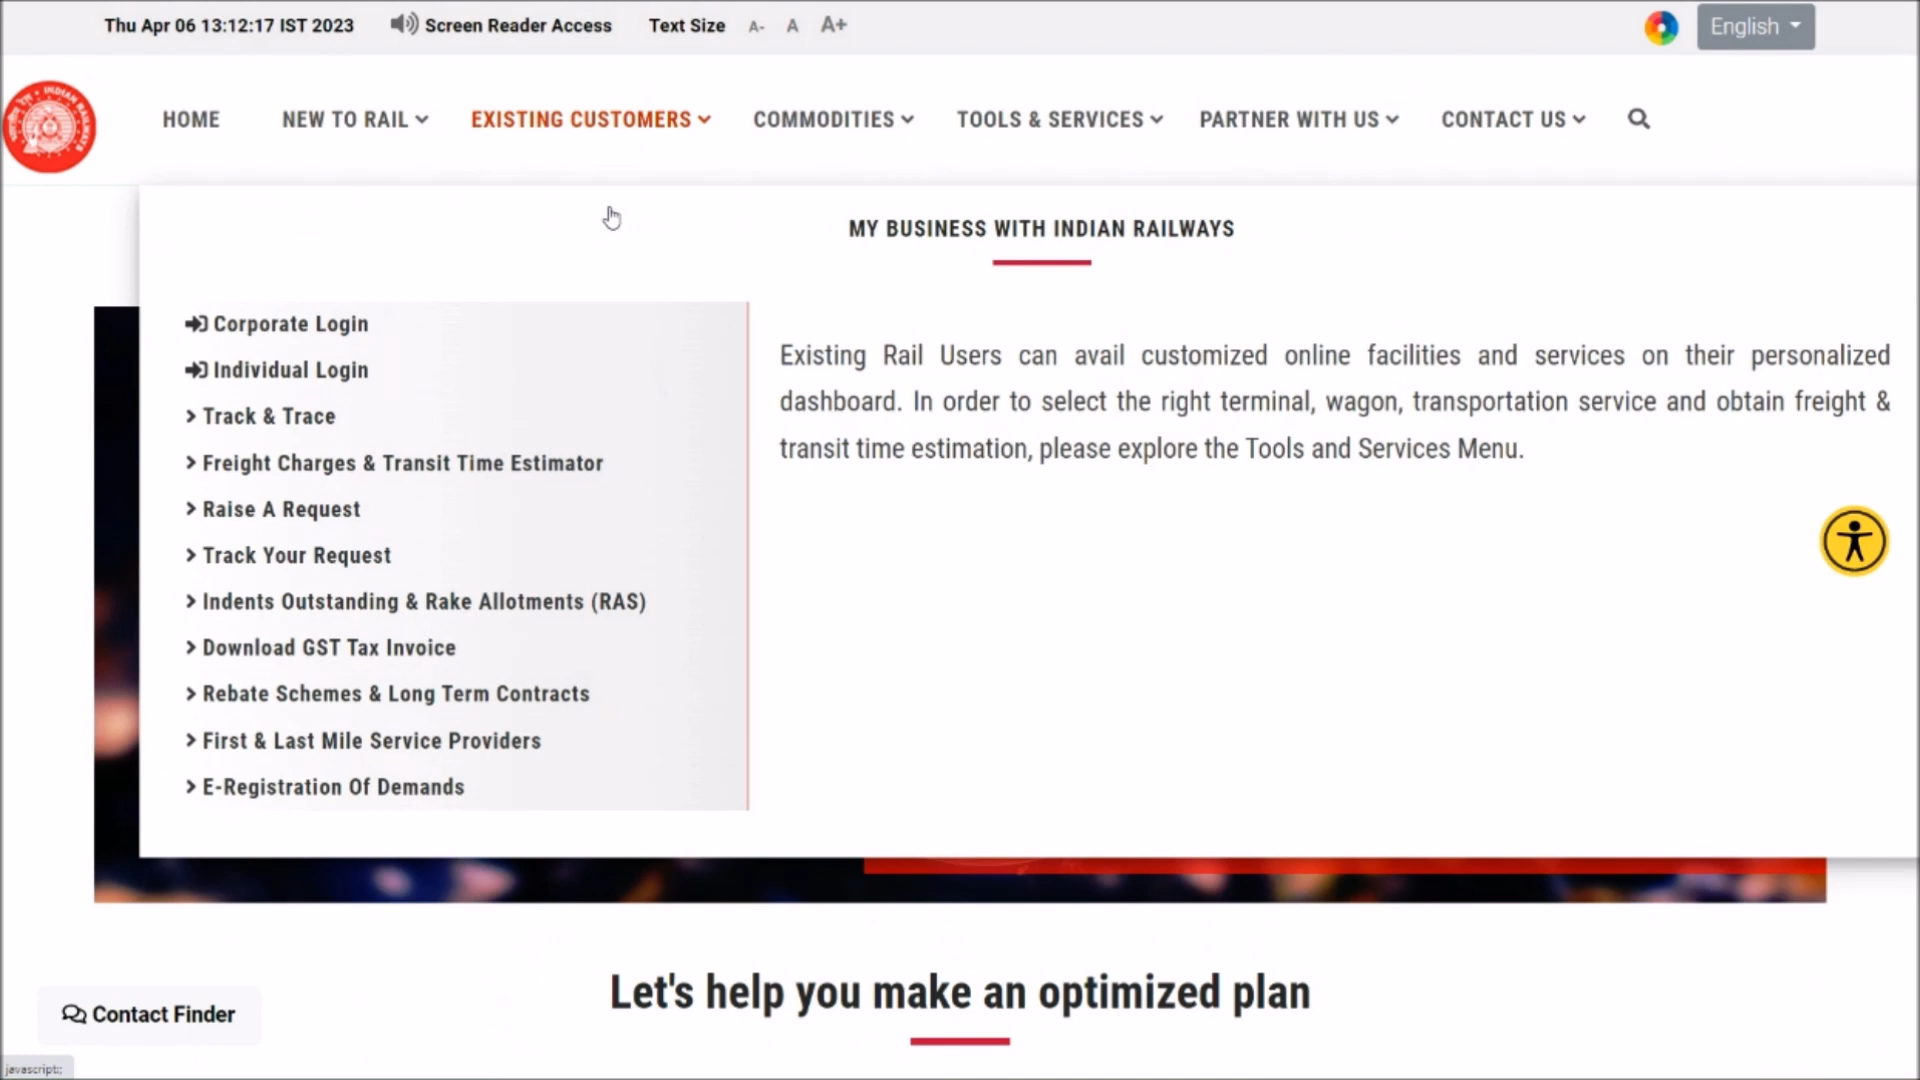 Thu Apr 06 13:12:17 IST 2023 Screen Reader Access Text Size A- A A+ English
INDIAN RAILWAYS
HOME NEW TO RAIL EXISTING CUSTOMERS COMMODITIES TOOLS & SERVICES PARTNER WITH US CONTACT US
MY BUSINESS WITH INDIAN RAILWAYS
Corporate Login
Individual Login
Track & Trace
Freight Charges & Transit Time Estimator
Raise A Request
Track Your Request
Indents Outstanding & Rake Allotments (RAS)
Download GST Tax Invoice
Rebate Schemes & Long Term Contracts
First & Last Mile Service Providers
E-Registration Of Demands
Existing Rail Users can avail customized online facilities and services on their personalized
dashboard. In order to select the right terminal, wagon, transportation service and obtain freight &
transit time estimation, please explore the Tools and Services Menu.
Let's help you make an optimized plan
Contact Finder
javascript:;